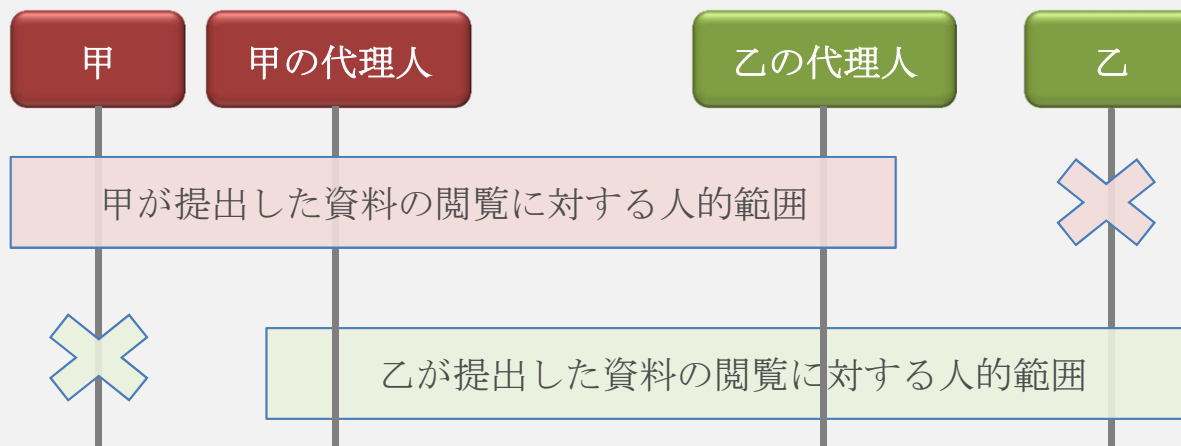 甲
甲の代理人
乙の代理人
乙
甲が提出した資料の閲覧に対する人的範囲
乙が提出した資料の閲覧に対する人的範囲